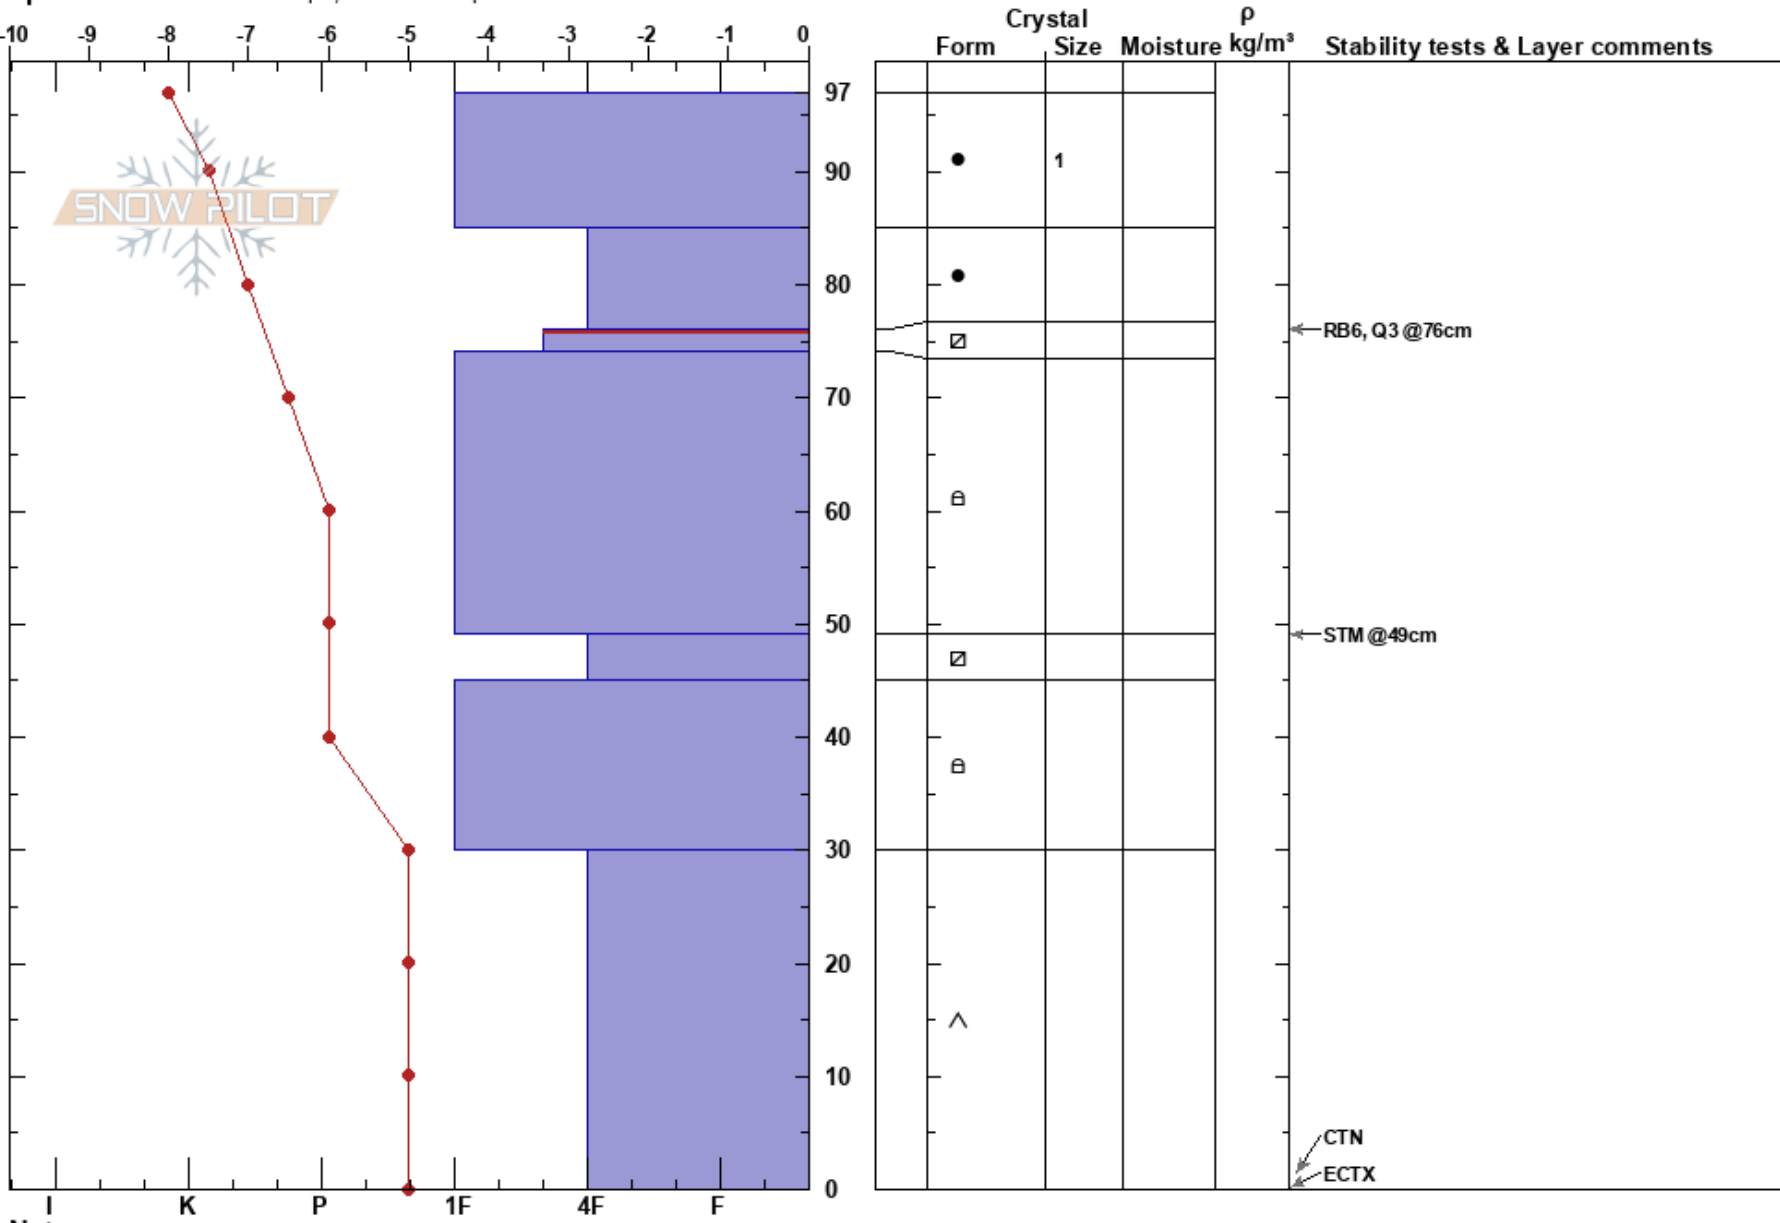 -10 -9 -8 -7 -6 -5 -4 -3 -2 -1 0
Crystal ρ
Form Size Moisture kg/m³ Stability tests & Layer comments
97
1
90
SNOW PILOT
80
RB6, Q3 @76cm
70
60
50
STM @49cm
40
30
20
10
CTN
ECTX
0
I K P 1F 4F F